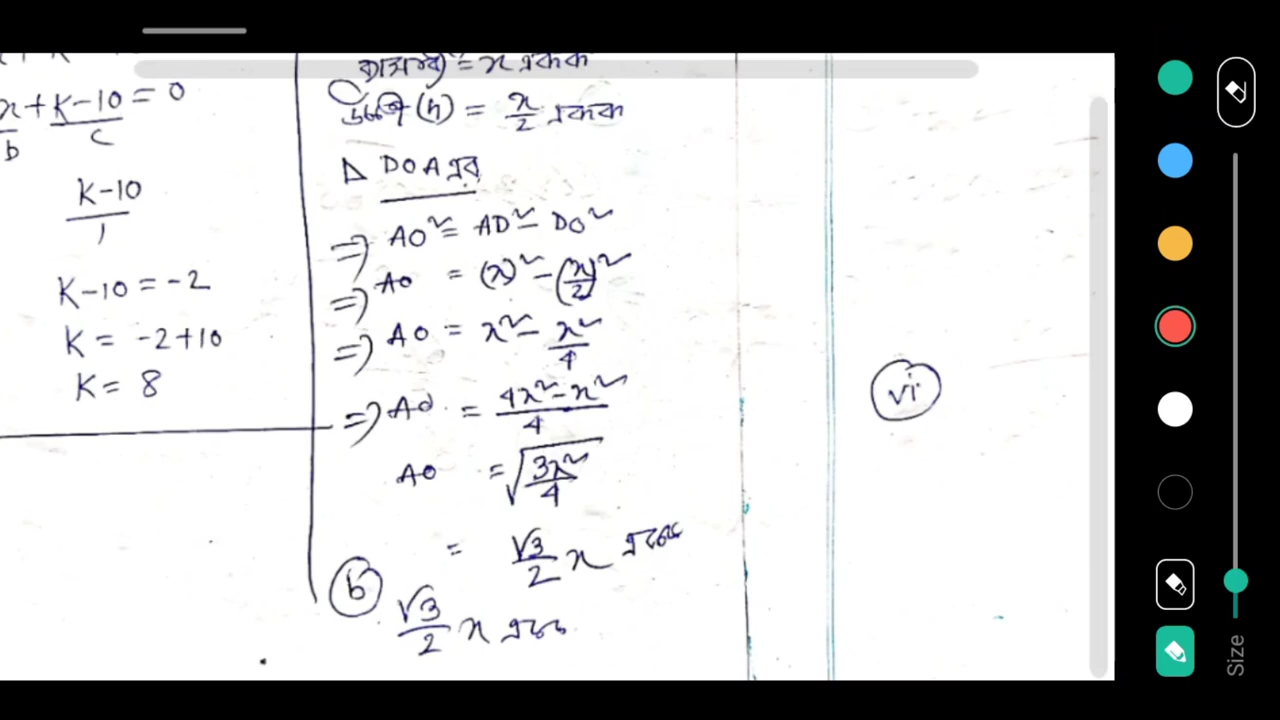 x + K-10 = 0
b c
K-10
1
K-10 = -2
K = -2+10
K = 8
= x একক
(h) = x/2 একক
Δ DOA এর
=> AO² = AD² - DO²
=> AO = (x)² - (x/2)²
=> AO = x² - x²/4
=> AO = 4x² - x²/4
AO = √3x²/4
= √3/2 x একক
b √3/2 x একক
vi
Size